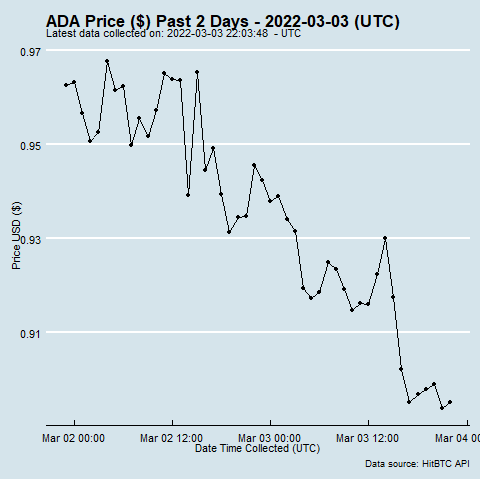 ADA Price ($) Past 2 Days - 2022-03-03 (UTC)
Latest data collected on: 2022-03-03 22:03:48 - UTC
0.97
0.95
0.93
0.91
Price USD ($)
Mar 02 00:00 Mar 02 12:00 Mar 03 00:00 Mar 03 12:00 Mar 04 00
Date Time Collected (UTC)
Data source: HitBTC API